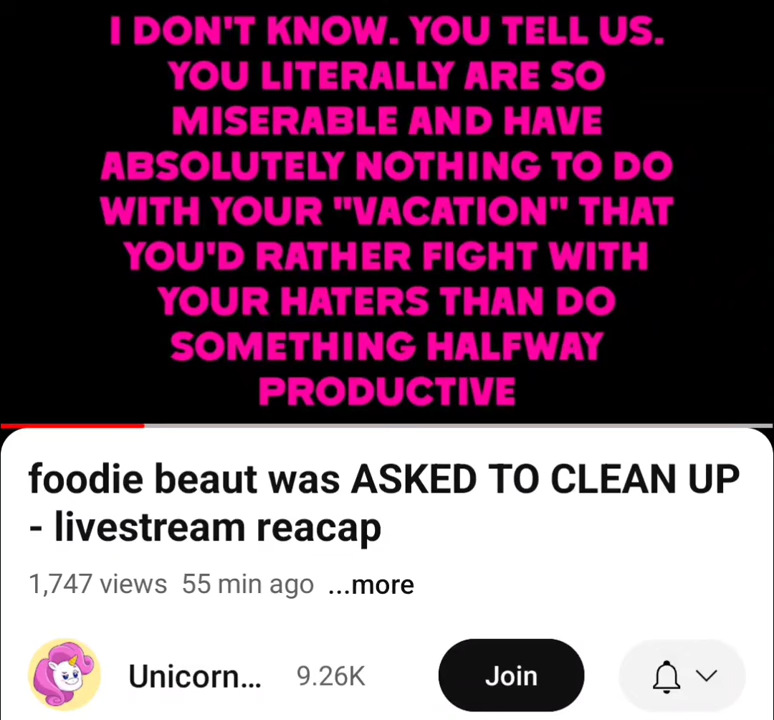 I DON'T KNOW. YOU TELL US.
YOU LITERALLY ARE SO
MISERABLE AND HAVE
ABSOLUTELY NOTHING TO DO
WITH YOUR "VACATION" THAT
YOU'D RATHER FIGHT WITH
YOUR HATERS THAN DO
SOMETHING HALFWAY
PRODUCTIVE
foodie beaut was ASKED TO CLEAN UP
- livestream reacap
1,747 views 55 min ago ...more
Unicorn... 9.26K Join